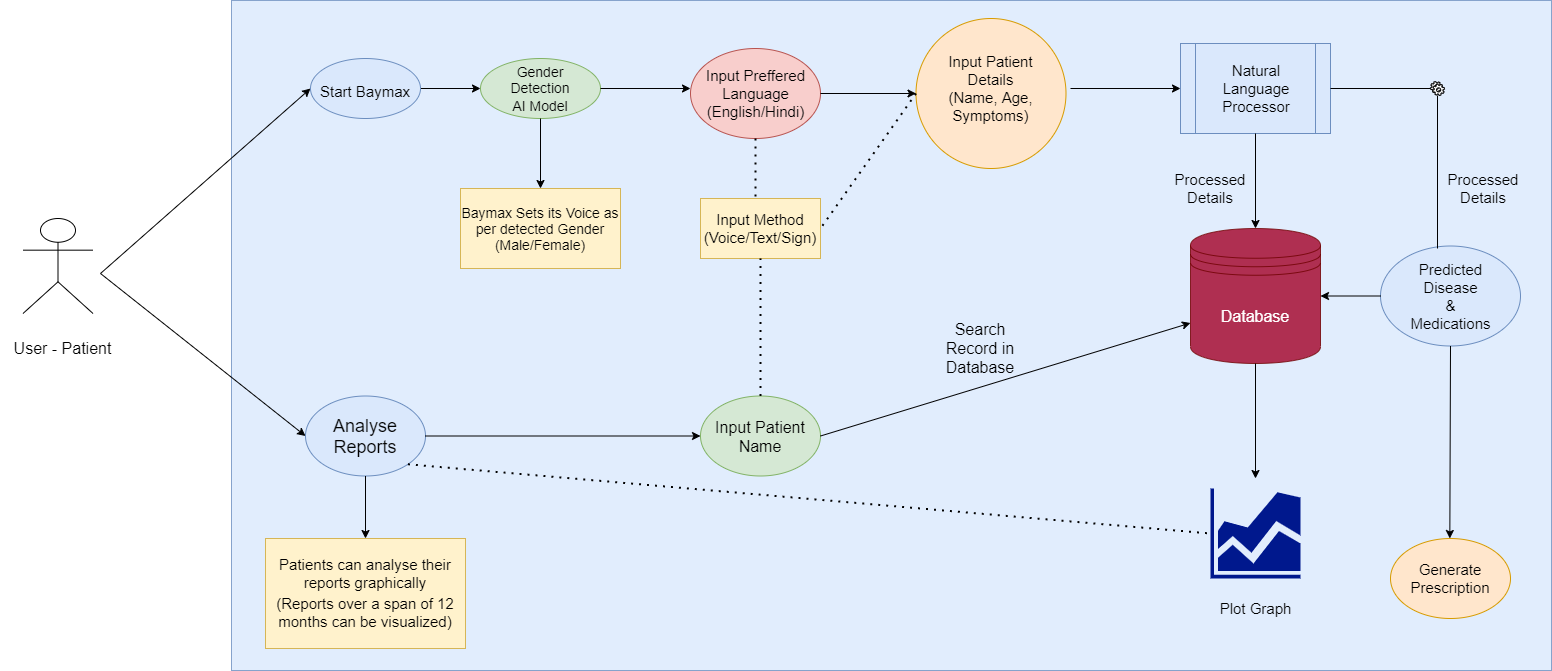 Start Baymax
Gender
Detection
AI Model
Input Preffered
Language
(English/Hindi)
Input Patient
Details
(Name, Age,
Symptoms)
Natural
Language
Processor
Processed
Details
Processed
Details
Baymax Sets its Voice as
per detected Gender
(Male/Female)
Input Method
(Voice/Text/Sign)
User - Patient
Database
Predicted
Disease
&
Medications
Search
Record in
Database
Analyse
Reports
Input Patient
Name
Patients can analyse their
reports graphically
(Reports over a span of 12
months can be visualized)
Plot Graph
Generate
Prescription